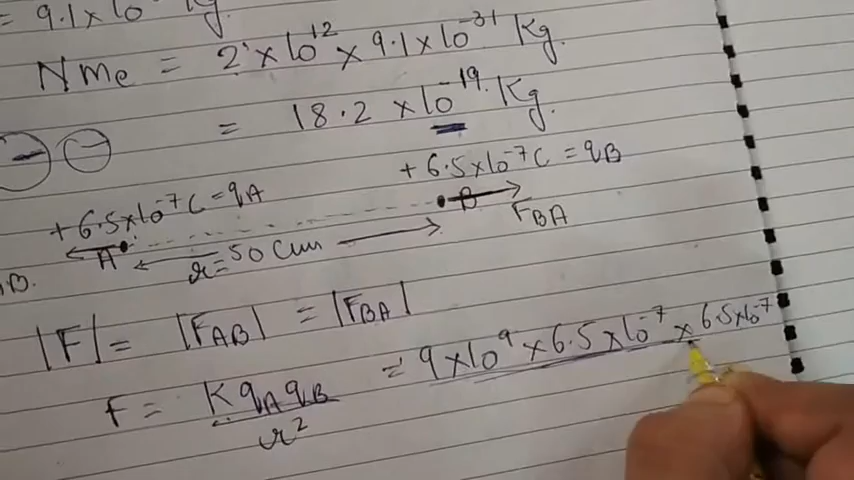 = 9.1×10 Kg.
Nme = 2×10¹² × 9.1×10⁻³¹ Kg.
= 18.2 ×10⁻¹⁹ Kg.
+6.5×10⁻⁷C = qB
+6.5×10⁻⁷C = qA
A B
FBA
r = 50 Cm
B.
|F| = |FAB| = |FBA|
F = K qA qB / r² = 9×10⁹ × 6.5×10⁻⁷ × 6.5×10⁻⁷